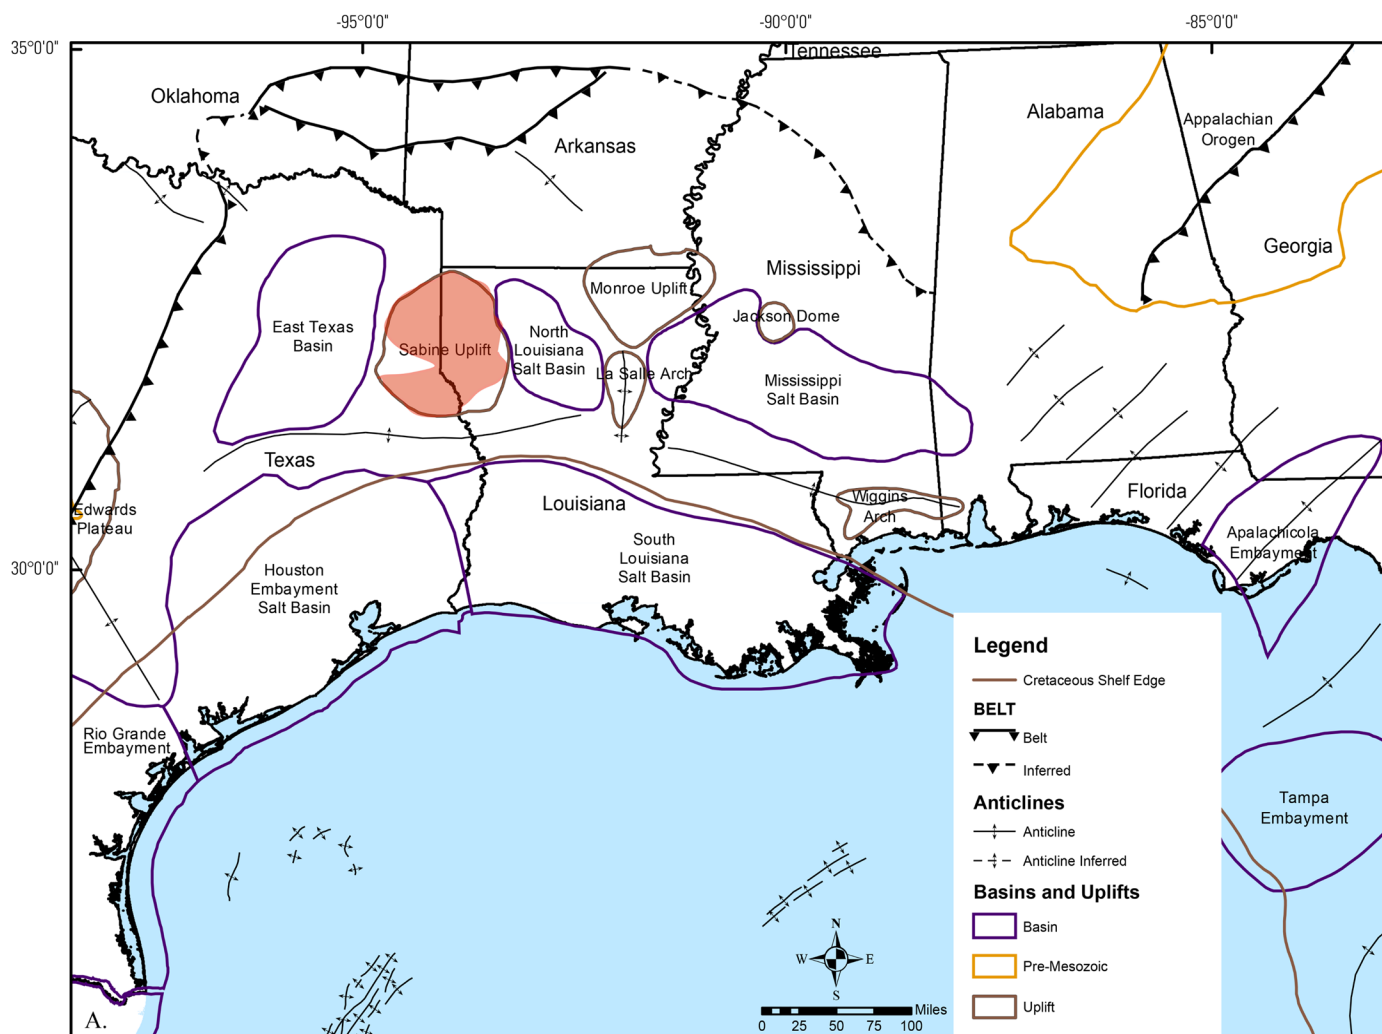 -95°0'0"
-90°0'0"
-85°0'0"
35°0'0"
Tennessee
Oklahoma
Arkansas
Alabama
Appalachian
Orogen
Georgia
Mississippi
Monroe Uplift
Jackson Dome
East Texas
Basin
Sabine Uplift
North
Louisiana
Salt Basin
La Salle Arch
Mississippi
Salt Basin
Texas
Louisiana
Wiggins
Arch
Florida
Edwards
Plateau
Apalachicola
Embayment
30°0'0"
Houston
Embayment
Salt Basin
South
Louisiana
Salt Basin
Rio Grande
Embayment
Tampa
Embayment
Legend
Cretaceous Shelf Edge
BELT
Belt
Inferred
Anticlines
Anticline
Anticline Inferred
Basins and Uplifts
Basin
Pre-Mesozoic
Uplift
N
W
E
S
Miles
0 25 50 75 100
A.